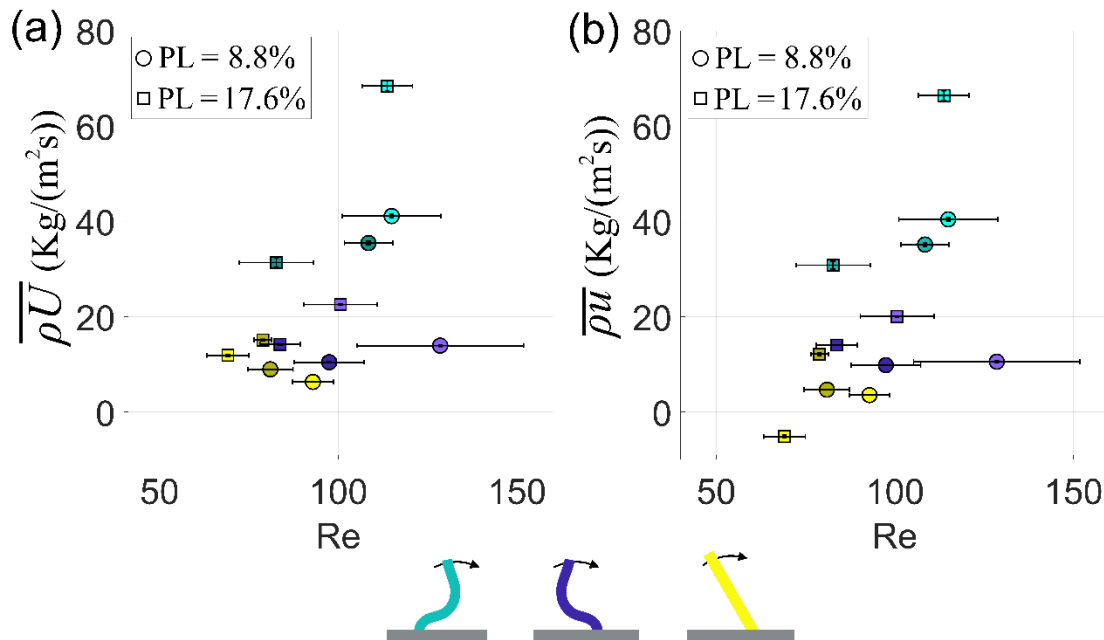 (a)
80
60
40
20
0
○ PL = 8.8%
□ PL = 17.6%
ρU (Kg/(m²s))
50 100 150
Re
(b)
80
60
40
20
0
○ PL = 8.8%
□ PL = 17.6%
ρu (Kg/(m²s))
50 100 150
Re